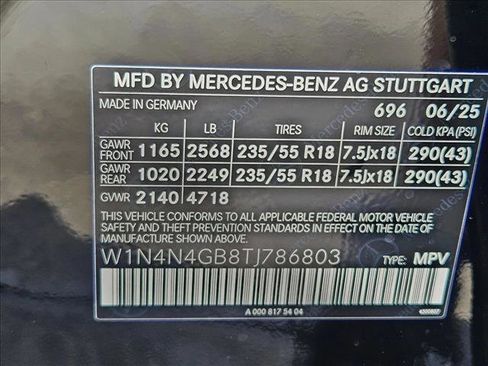 MFD BY MERCEDES-BENZ AG STUTTGART
MADE IN GERMANY 696 06/25
KG LB TIRES RIM SIZE COLD KPA (PSI)
GAWR FRONT 1165 2568 235/55 R18 7.5Jx18 290(43)
GAWR REAR 1020 2249 235/55 R18 7.5Jx18 290(43)
GVWR 2140 4718
THIS VEHICLE CONFORMS TO ALL APPLICABLE FEDERAL MOTOR VEHICLE
SAFETY AND THEFT PREVENTION STANDARDS IN EFFECT ON THE
DATE OF MANUFACTURE SHOWN ABOVE.
W1N4N4GB8TJ786803 TYPE: MPV
A 000 817 54 04